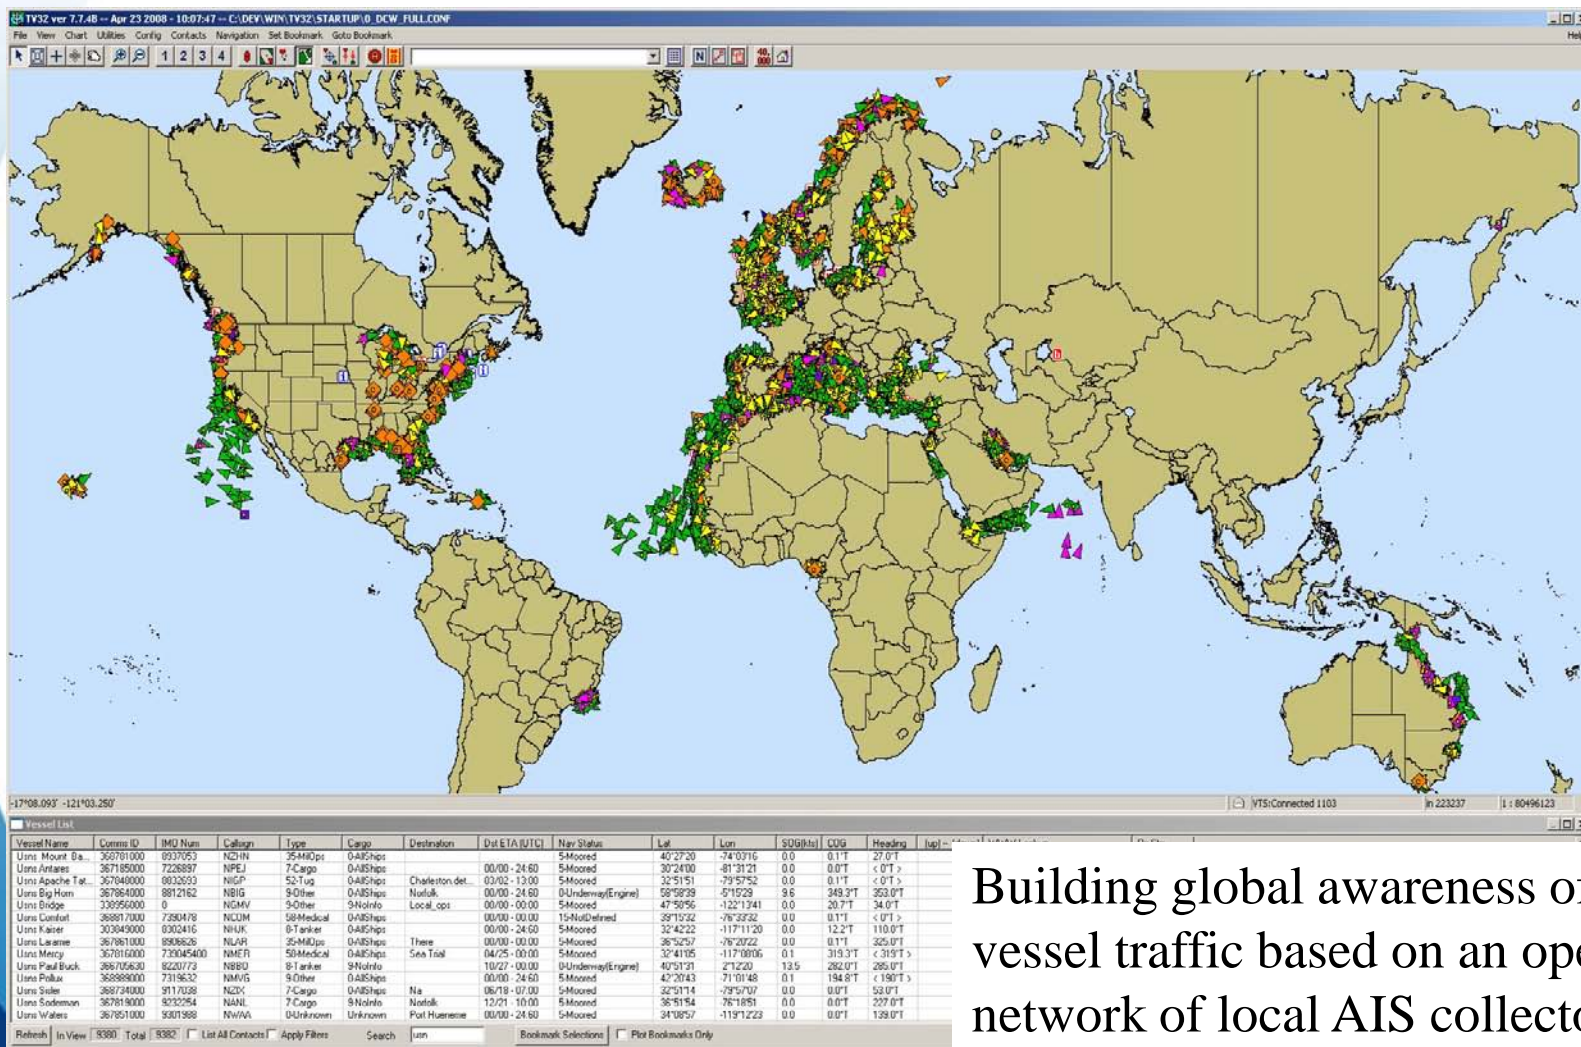 TV32 ver 7.7.48 -- Apr 23 2008 - 10:07:47 -- C:\DEV\WIN\TV32\STARTUP\0_DCW_FULL.CONF
File View Chart Utilities Config Contacts Navigation Set Bookmark Goto Bookmark Hel
1 2 3 4 N 40,000
-17°08.093' -121°03.250' VTS:Connected 1103 in 223237 1 : 80496123
Vessel List
Vessel Name Comms ID IMO Num Callsign Type Cargo Destination Dst ETA (UTC) Nav Status Lat Lon SOG(kts) COG Heading
Usns Mount Ba... 368781000 8937053 NZHN 35-MilOps 0-AllShips 5-Moored 40°27'20 -74°03'16 0.0 0.1°T 27.0°T
Usns Antares 367185000 7226897 NPEJ 7-Cargo 0-AllShips 00/00 - 24:60 5-Moored 30°24'00 -81°31'21 0.0 0.0°T < 0°T >
Usns Apache Tat... 367848000 8832693 NIGP 52-Tug 0-AllShips Charleston.det... 03/02 - 13:00 5-Moored 32°51'51 -79°57'52 0.0 0.1°T < 0°T >
Usns Big Horn 367864000 8812162 NBIG 9-Other 0-AllShips Norfolk 00/00 - 24:60 0-Underway(Engine) 58°58'39 -5°15'29 9.6 349.3°T 353.0°T
Usns Bridge 338956000 0 NGMV 9-Other 9-NoInfo Local_ops 00/00 - 00:00 5-Moored 47°58'56 -122°13'41 0.0 20.7°T 34.0°T
Usns Comfort 368817000 7390478 NCOM 58-Medical 0-AllShips 00/00 - 00:00 15-NotDefined 39°15'32 -76°33'32 0.0 0.1°T < 0°T >
Usns Kaiser 303849000 8302416 NHJK 8-Tanker 0-AllShips 00/00 - 24:60 5-Moored 32°42'22 -117°11'20 0.0 12.2°T 110.0°T
Usns Laramie 367861000 8906626 NLAR 35-MilOps 0-AllShips There 00/00 - 00:00 5-Moored 36°52'57 -76°20'22 0.0 0.1°T 325.0°T
Usns Mercy 367816000 739045400 NMER 58-Medical 0-AllShips Sea Trial 04/25 - 00:00 5-Moored 32°41'05 -117°08'06 0.1 319.3°T < 319°T >
Usns Paul Buck 366705630 8220773 NBBO 8-Tanker 9-NoInfo 10/27 - 00:00 0-Underway(Engine) 40°51'31 2°12'20 13.5 282.0°T 285.0°T
Usns Pollux 368989000 7319632 NMVG 9-Other 0-AllShips 00/00 - 24:60 5-Moored 42°20'43 -71°01'48 0.1 194.8°T < 190°T >
Usns Sisler 368734000 9117038 NZIX 7-Cargo 0-AllShips Na 06/18 - 07:00 5-Moored 32°51'14 -79°57'07 0.0 0.0°T 53.0°T
Usns Soderman 367819000 9232254 NANL 7-Cargo 9-NoInfo Norfolk 12/21 - 10:00 5-Moored 36°51'54 -76°18'51 0.0 0.0°T 227.0°T
Usns Waters 367851000 9301988 NWAA 0-Unknown Unknown Port Hueneme 00/00 - 24:60 5-Moored 34°08'57 -119°12'23 0.0 0.0°T 139.0°T
Refresh In View 9380 Total 9382 List All Contacts Apply Filters Search usn Bookmark Selections Plot Bookmarks Only
Building global awareness of
vessel traffic based on an ope
network of local AIS collecto